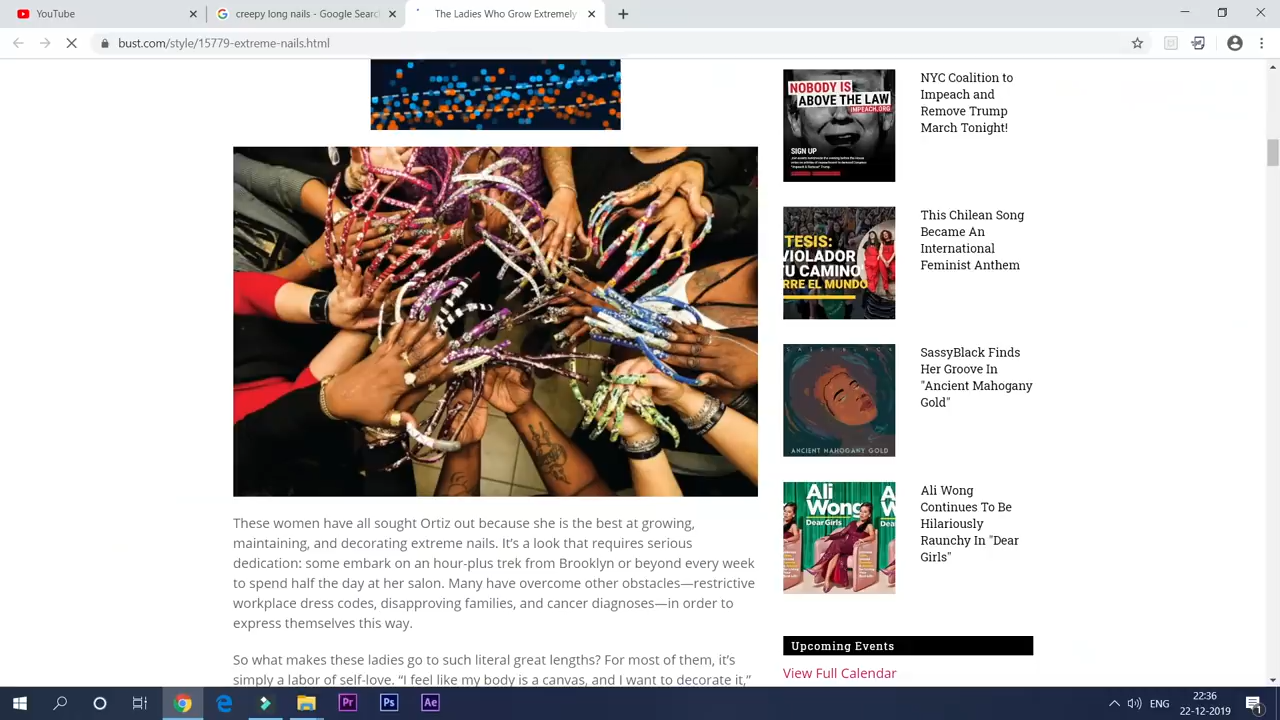 YouTube
creepy long nails - Google Searc
The Ladies Who Grow Extremely
bust.com/style/15779-extreme-nails.html
NOBODY IS
ABOVE THE LAW
IMPEACH.ORG
SIGN UP
NYC Coalition to
Impeach and
Remove Trump
March Tonight!
TESIS:
VIOLADOR
TU CAMINO
RRE EL MUNDO
This Chilean Song
Became An
International
Feminist Anthem
SASSYBLACK
ANCIENT MAHOGANY GOLD
SassyBlack Finds
Her Groove In
"Ancient Mahogany
Gold"
Ali
Wong
Dear Girls
Ali Wong
Continues To Be
Hilariously
Raunchy In "Dear
Girls"
These women have all sought Ortiz out because she is the best at growing,
maintaining, and decorating extreme nails. It's a look that requires serious
dedication: some embark on an hour-plus trek from Brooklyn or beyond every week
to spend half the day at her salon. Many have overcome other obstacles—restrictive
workplace dress codes, disapproving families, and cancer diagnoses—in order to
express themselves this way.
So what makes these ladies go to such literal great lengths? For most of them, it's
simply a labor of self-love. “I feel like my body is a canvas, and I want to decorate it,”
Upcoming Events
View Full Calendar
Pr
Ps
Ae
ENG
22:36
22-12-2019
1